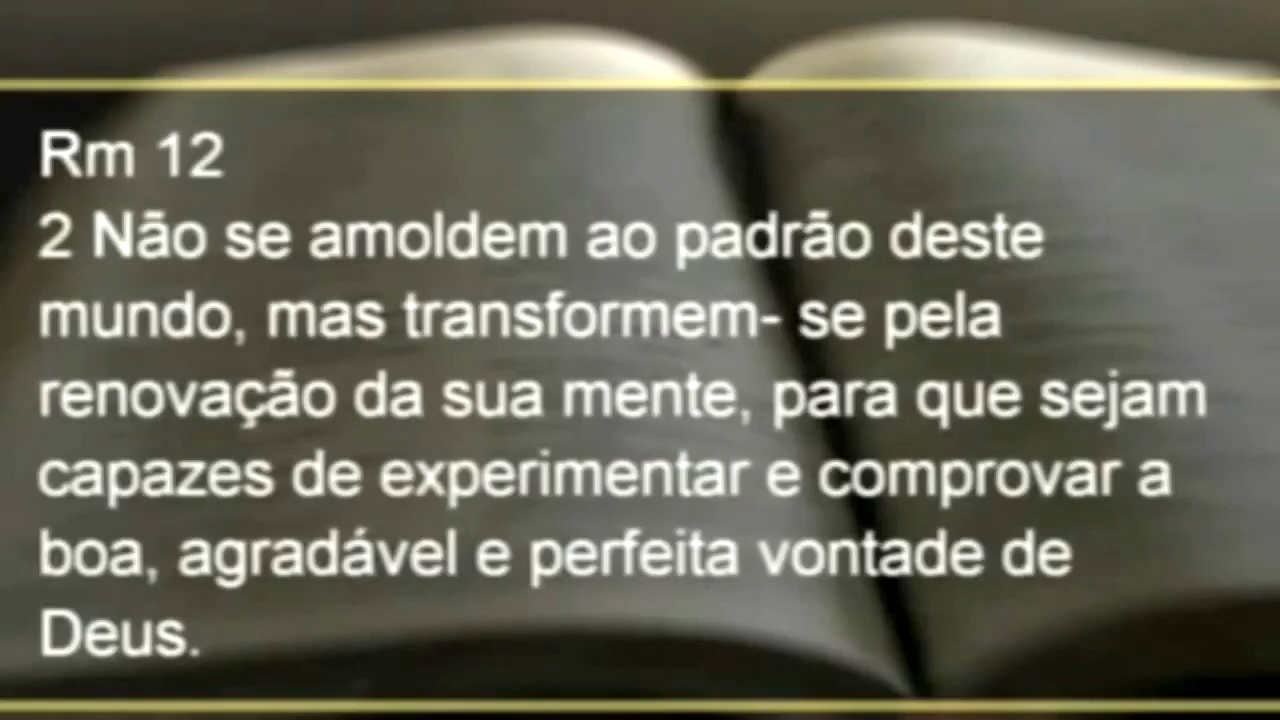 Rm 12
2 Não se amoldem ao padrão deste
mundo, mas transformem- se pela
renovação da sua mente, para que sejam
capazes de experimentar e comprovar a
boa, agradável e perfeita vontade de
Deus.